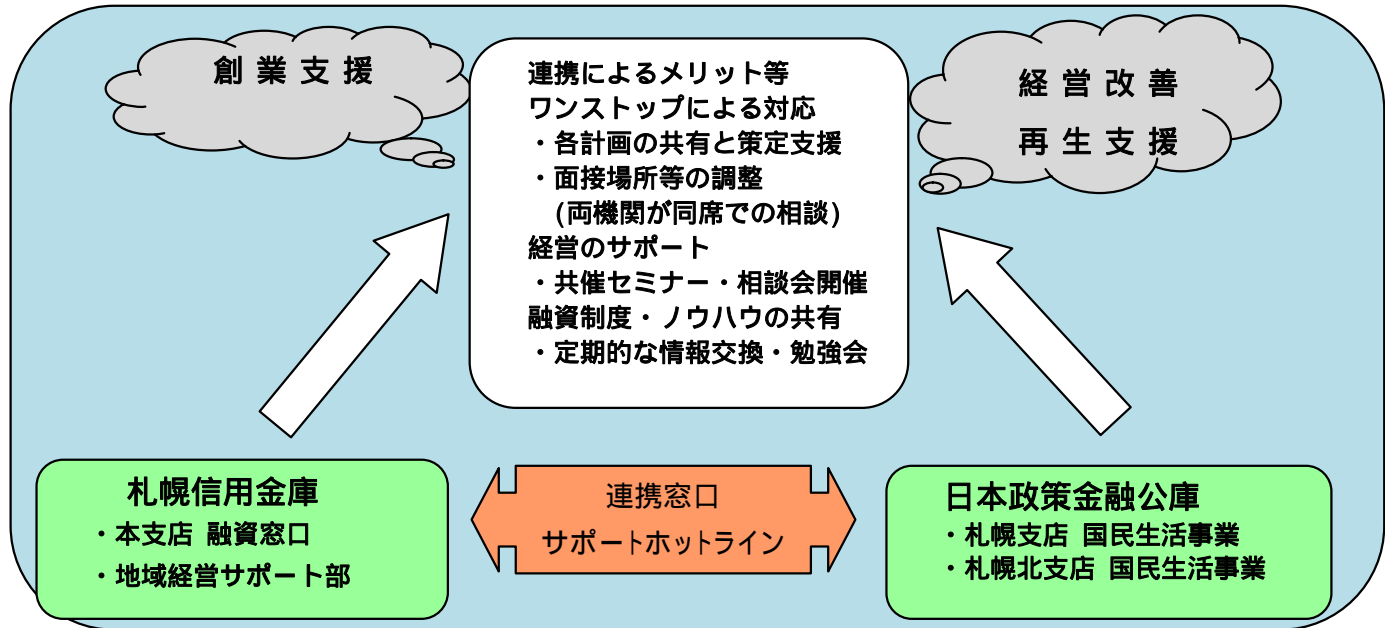 創業支援
連携によるメリット等
ワンストップによる対応
・各計画の共有と策定支援
・面接場所等の調整
(両機関が同席での相談)
経営のサポート
・共催セミナー・相談会開催
融資制度・ノウハウの共有
・定期的な情報交換・勉強会
経営改善
再生支援
札幌信用金庫
・本支店 融資窓口
・地域経営サポート部
連携窓口
サポートホットライン
日本政策金融公庫
・札幌支店 国民生活事業
・札幌北支店 国民生活事業